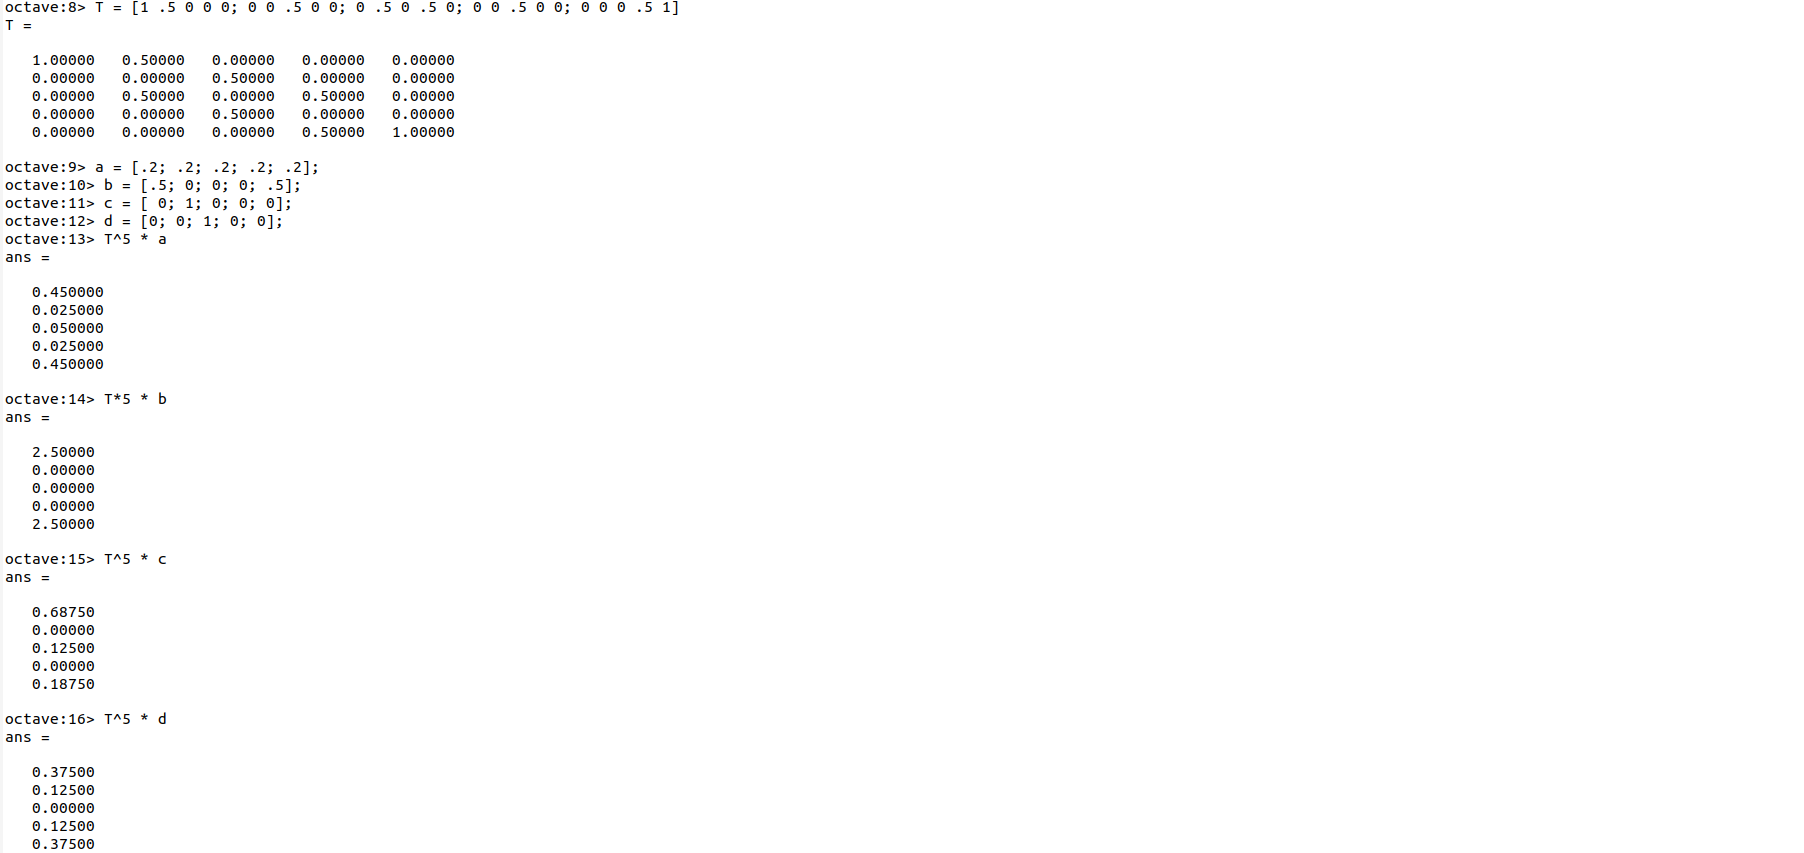 octave:8> T = [1 .5 0 0 0; 0 0 .5 0 0; 0 .5 0 .5 0; 0 0 .5 0 0; 0 0 0 .5 1]
T =
1.00000 0.50000 0.00000 0.00000 0.00000
0.00000 0.00000 0.50000 0.00000 0.00000
0.00000 0.50000 0.00000 0.50000 0.00000
0.00000 0.00000 0.50000 0.00000 0.00000
0.00000 0.00000 0.00000 0.50000 1.00000
octave:9> a = [.2; .2; .2; .2; .2];
octave:10> b = [.5; 0; 0; 0; .5];
octave:11> c = [ 0; 1; 0; 0; 0];
octave:12> d = [0; 0; 1; 0; 0];
octave:13> T^5 * a
ans =
0.450000
0.025000
0.050000
0.025000
0.450000
octave:14> T*5 * b
ans =
2.50000
0.00000
0.00000
0.00000
2.50000
octave:15> T^5 * c
ans =
0.68750
0.00000
0.12500
0.00000
0.18750
octave:16> T^5 * d
ans =
0.37500
0.12500
0.00000
0.12500
0.37500